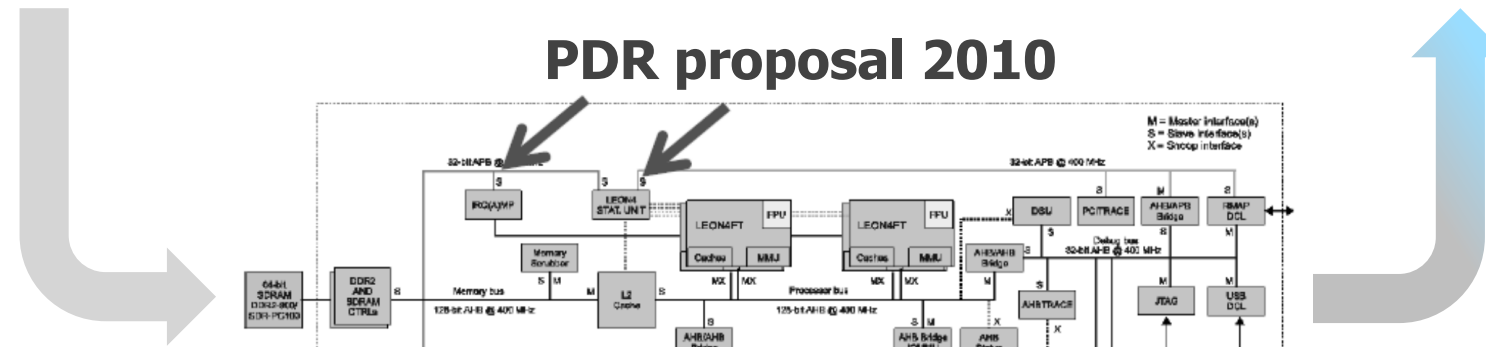 PDR proposal 2010
M = Master interface(s)
S = Slave interface(s)
X = Snoop interface
32-bit APB @
32-bit APB @ 400 MHz
S
S
S
S
M
S
IRQ(A)MP
LEON4
STAT. UNIT
LEON4FT
FPU
LEON4FT
FPU
X
DSU
PCITRACE
AHB/APB
Bridge
RMAP
DCL
Caches
MMU
Caches
MMU
S
S
M
Debug bus
32-bit AHB @ 400 MHz
Memory
Scrubber
AHB/AHB
Bridge
S
64-bit
SDRAM
DDR2-800/
SDR-PC100
DDR2
AND
SDRAM
CTRLs
S
Memory bus
128-bit AHB @ 400 MHz
S
M
M
L2
Cache
S
MX
MX
Processor bus
128-bit AHB @ 400 MHz
MX
MX
M
S
AHBTRACE
X
M
JTAG
M
USB
DCL
S
AHB/AHB
S
M
AHB Bridge
X
AHB